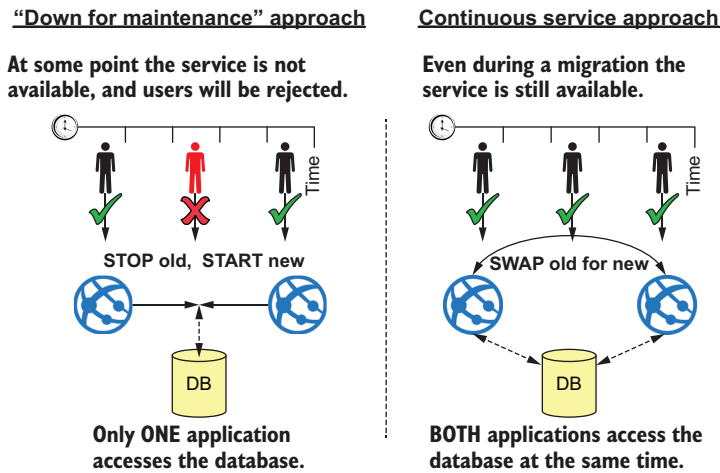 “Down for maintenance” approach
At some point the service is not
available, and users will be rejected.
Time
STOP old, START new
DB
Only ONE application
accesses the database.
Continuous service approach
Even during a migration the
service is still available.
Time
SWAP old for new
DB
BOTH applications access the
database at the same time.